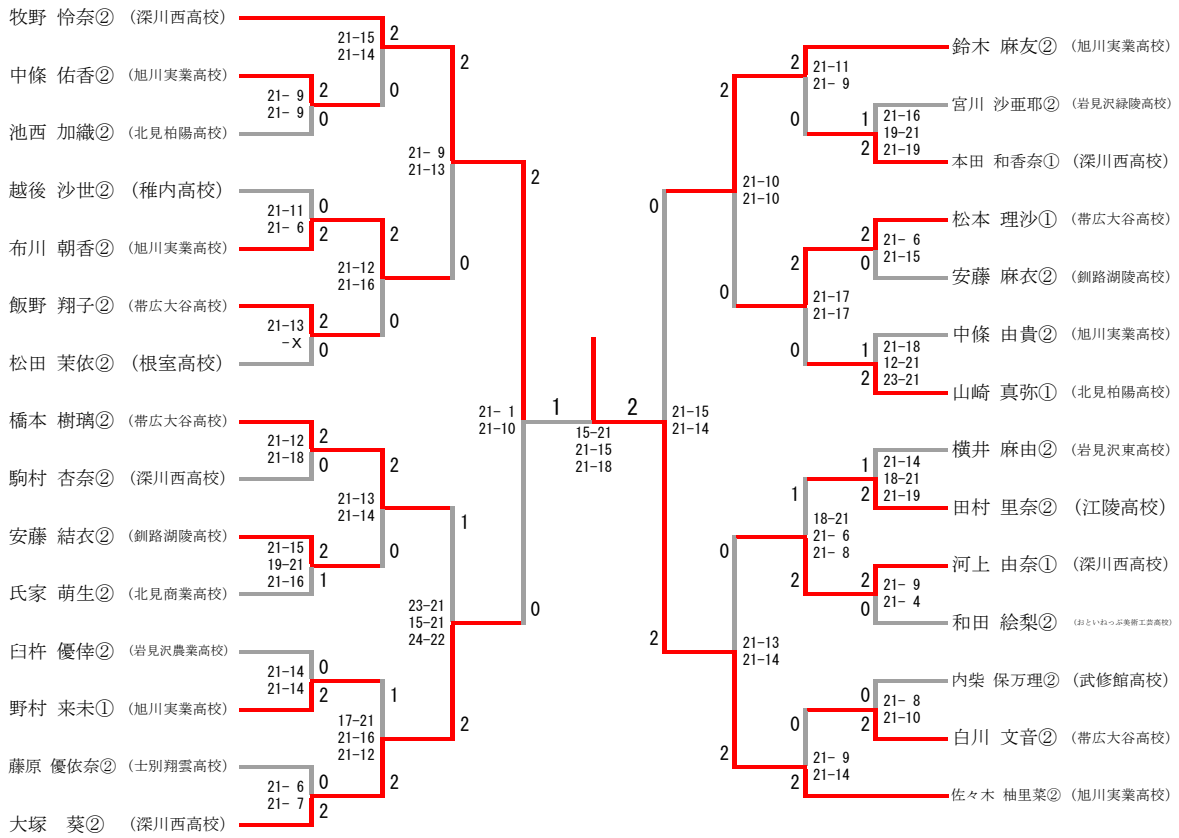 牧野 怜奈② (深川西高校)
中條 佑香② (旭川実業高校)
池西 加織② (北見柏陽高校)
越後 沙世② (稚内高校)
布川 朝香② (旭川実業高校)
飯野 翔子② (帯広大谷高校)
松田 茉依② (根室高校)
橋本 樹璃② (帯広大谷高校)
駒村 杏奈② (深川西高校)
安藤 結衣② (釧路湖陵高校)
氏家 萌生② (北見商業高校)
臼杵 優倖② (岩見沢農業高校)
野村 来未① (旭川実業高校)
藤原 優依奈② (士別翔雲高校)
大塚 葵② (深川西高校)
21-15 2
21-14
0
21- 9 2
21- 9 0
0
21-11
21- 6 2
2
21-12
21-16
0
21-13 2
-X 0
2
21- 9
21-13
0
21-12 2
21-18 0
2
21-13
21-14
0
21-15 2
19-21
21-16 1
0
21-14
21-14 2
1
17-21
21-16
21-12
2
21- 6 0
21- 7 2
1
23-21
15-21
24-22
2
2
21- 1
21-10
0
1
2
15-21
21-15
21-18
0
21-15
21-14
2
2
21-10
21-10
0
2
21-11
21- 9
0
1 21-16
19-21
2 21-19
2
21-17
21-17
0
2 21- 6
0 21-15
1 21-18
12-21
2 23-21
0
21-13
21-14
2
1
18-21
21- 6
21- 8
2
1 21-14
18-21
2 21-19
2 21- 9
0 21- 4
0
21- 9
21-14
2
0 21- 8
2 21-10
鈴木 麻友② (旭川実業高校)
宮川 沙亜耶② (岩見沢緑陵高校)
本田 和香奈① (深川西高校)
松本 理沙① (帯広大谷高校)
安藤 麻衣② (釧路湖陵高校)
中條 由貴② (旭川実業高校)
山崎 真弥① (北見柏陽高校)
横井 麻由② (岩見沢東高校)
田村 里奈② (江陵高校)
河上 由奈① (深川西高校)
和田 絵梨② (おといねっぷ美術工芸高校)
内柴 保万理② (武修館高校)
白川 文音② (帯広大谷高校)
佐々木 柚里菜② (旭川実業高校)